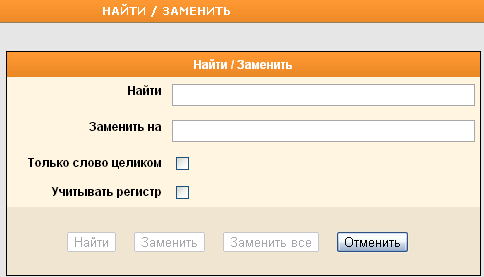 НАЙТИ / ЗАМЕНИТЬ
Найти / Заменить
Найти
Заменить на
Только слово целиком
Учитывать регистр
Найти Заменить Заменить все Отменить